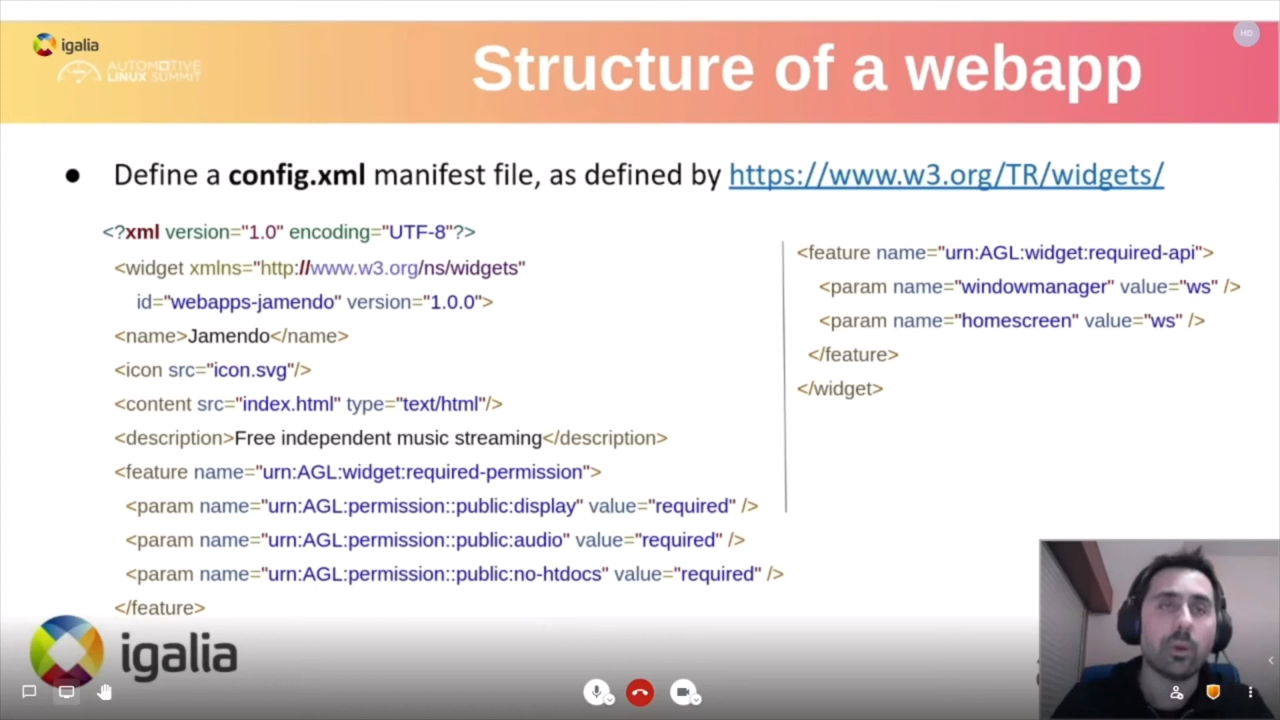 igalia
AUTOMOTIVE
LINUX SUMMIT
Structure of a webapp
HD
● Define a config.xml manifest file, as defined by https://www.w3.org/TR/widgets/
<?xml version="1.0" encoding="UTF-8"?>
<widget xmlns="http://www.w3.org/ns/widgets"
id="webapps-jamendo" version="1.0.0">
<name>Jamendo</name>
<icon src="icon.svg"/>
<content src="index.html" type="text/html"/>
<description>Free independent music streaming</description>
<feature name="urn:AGL:widget:required-permission">
<param name="urn:AGL:permission::public:display" value="required" />
<param name="urn:AGL:permission::public:audio" value="required" />
<param name="urn:AGL:permission::public:no-htdocs" value="required" />
</feature>
<feature name="urn:AGL:widget:required-api">
<param name="windowmanager" value="ws" />
<param name="homescreen" value="ws" />
</feature>
</widget>
igalia